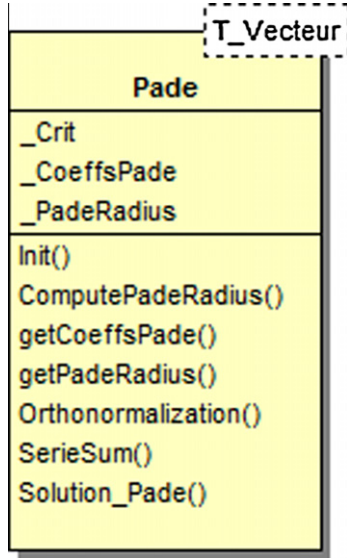 T_Vecteur
Pade
_Crit
_CoeffsPade
_PadeRadius
Init()
ComputePadeRadius()
getCoeffsPade()
getPadeRadius()
Orthonormalization()
SerieSum()
Solution_Pade()